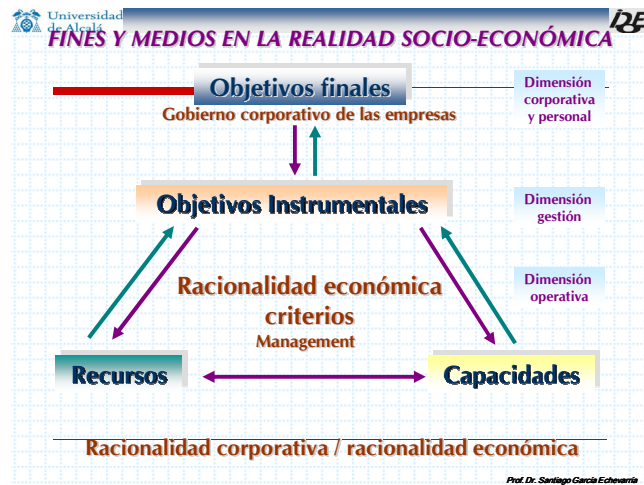 Universidad
de Alcalá
FINES Y MEDIOS EN LA REALIDAD SOCIO-ECONÓMICA
Objetivos finales
Gobierno corporativo de las empresas
Dimensión
corporativa
y personal
Objetivos Instrumentales
Dimensión
gestión
Racionalidad económica
criterios
Management
Dimensión
operativa
Recursos
Capacidades
Racionalidad corporativa / racionalidad económica
Prof. Dr. Santiago García Echevarría